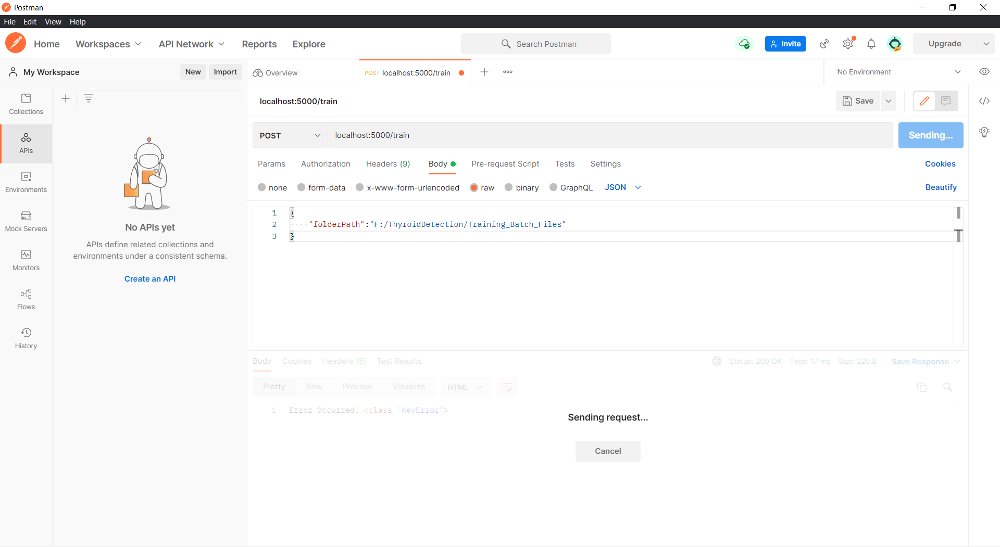 Postman
File Edit View Help
Home Workspaces API Network Reports Explore Search Postman Invite Upgrade
My Workspace New Import Overview POST localhost:5000/train No Environment
Collections
APIs
Environments
Mock Servers
Monitors
Flows
History
No APIs yet
APIs define related collections and
environments under a consistent schema.
Create an API
localhost:5000/train Save
POST localhost:5000/train Sending...
Params Authorization Headers (9) Body Pre-request Script Tests Settings Cookies
none form-data x-www-form-urlencoded raw binary GraphQL JSON Beautify
1 {
2 "folderPath":"F:/ThyroidDetection/Training_Batch_Files"
3 }
Body Cookies Headers (5) Test Results Status: 200 OK Time: 17 ms Size: 220 B Save Response
Pretty Raw Preview Visualize HTML
1 Error Occurred! <class 'KeyError'>
Sending request...
Cancel